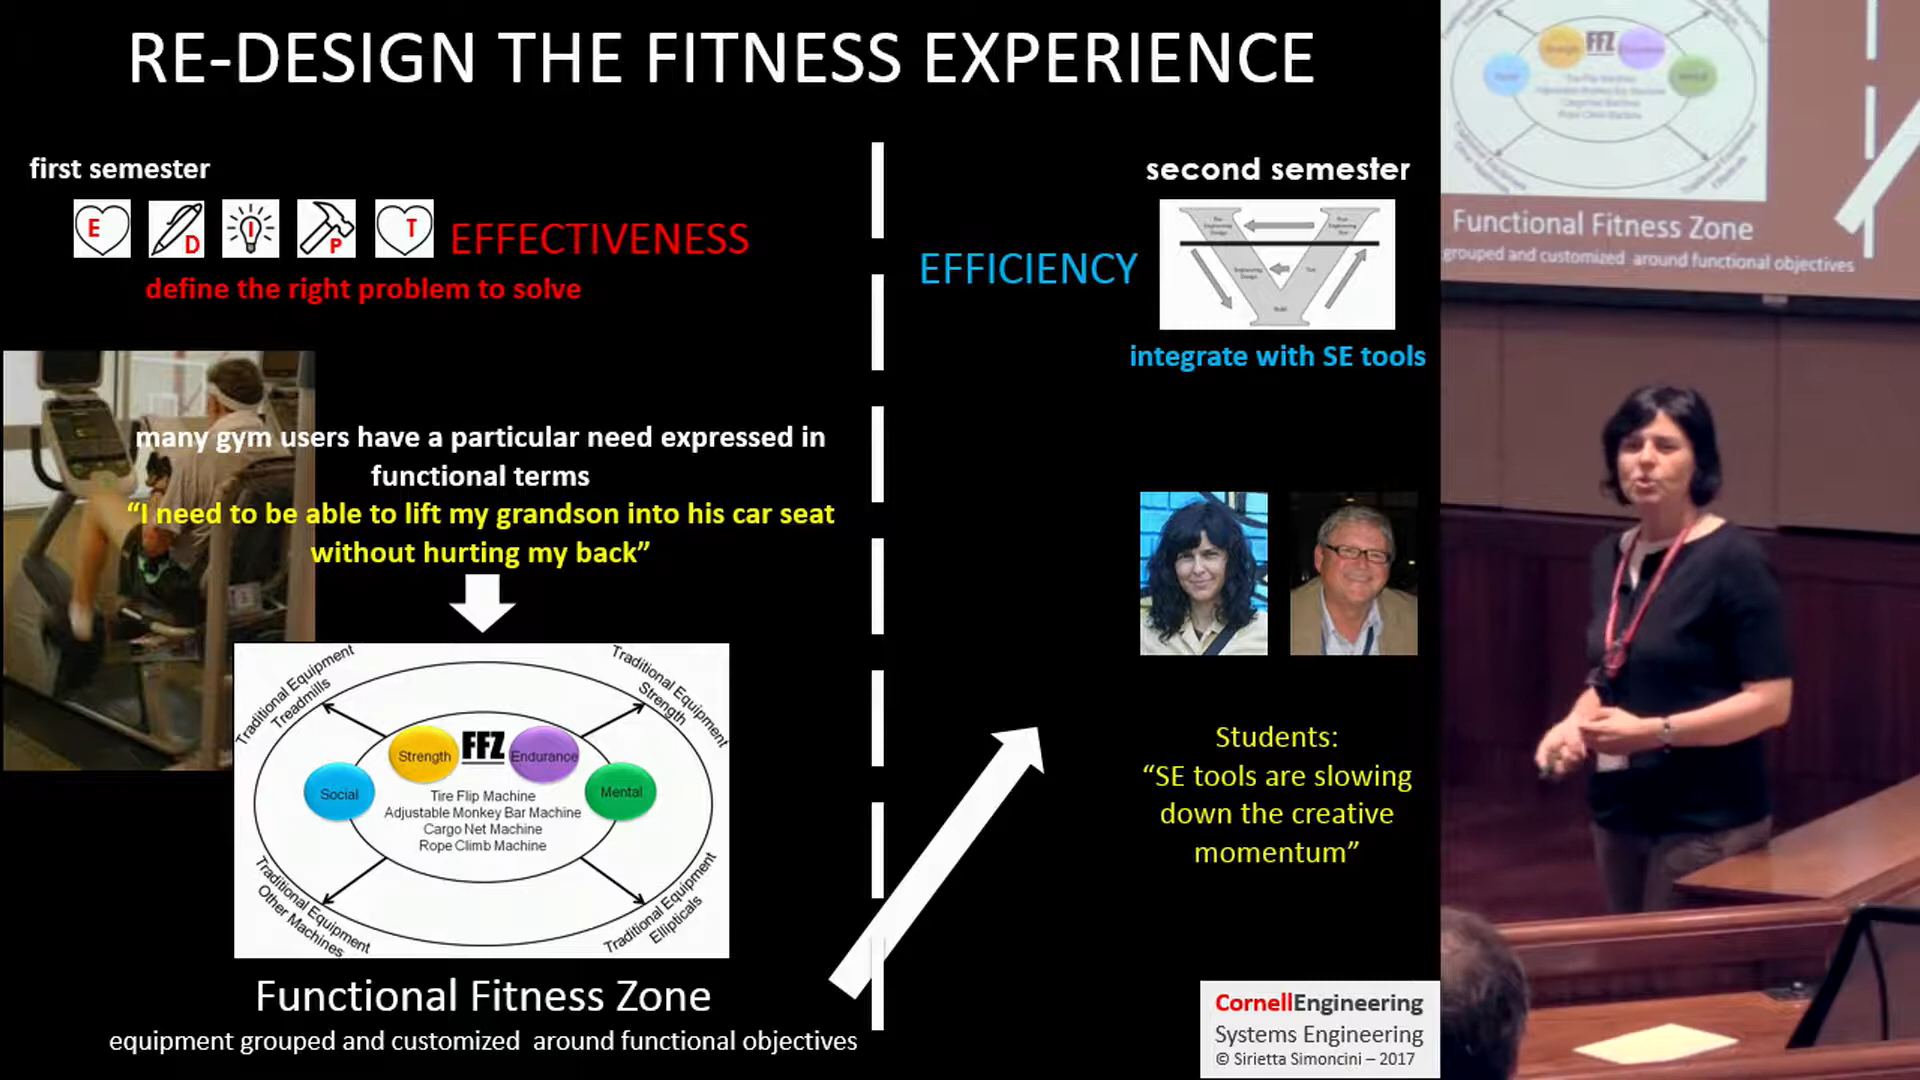 RE-DESIGN THE FITNESS EXPERIENCE
first semester
E D I P T
EFFECTIVENESS
define the right problem to solve
many gym users have a particular need expressed in
functional terms
“I need to be able to lift my grandson into his car seat
without hurting my back”
Traditional Equipment
Treadmills
Traditional Equipment
Strength
FFZ
Strength
Endurance
Social
Mental
Tire Flip Machine
Adjustable Monkey Bar Machine
Cargo Net Machine
Rope Climb Machine
Traditional Equipment
Other Machines
Traditional Equipment
Ellipticals
Functional Fitness Zone
equipment grouped and customized around functional objectives
second semester
EFFICIENCY
integrate with SE tools
Students:
“SE tools are slowing
down the creative
momentum”
CornellEngineering
Systems Engineering
© Sirietta Simoncini – 2017
FFZ
Functional Fitness Zone
grouped and customized around functional objectives